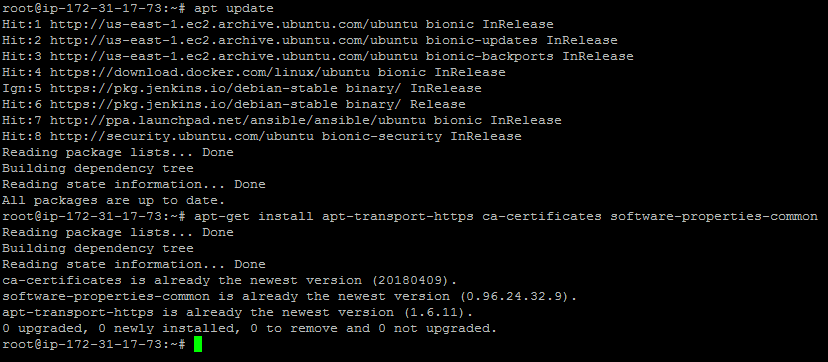 root@ip-172-31-17-73:~# apt update
Hit:1 http://us-east-1.ec2.archive.ubuntu.com/ubuntu bionic InRelease
Hit:2 http://us-east-1.ec2.archive.ubuntu.com/ubuntu bionic-updates InRelease
Hit:3 http://us-east-1.ec2.archive.ubuntu.com/ubuntu bionic-backports InRelease
Hit:4 https://download.docker.com/linux/ubuntu bionic InRelease
Ign:5 https://pkg.jenkins.io/debian-stable binary/ InRelease
Hit:6 https://pkg.jenkins.io/debian-stable binary/ Release
Hit:7 http://ppa.launchpad.net/ansible/ansible/ubuntu bionic InRelease
Hit:8 http://security.ubuntu.com/ubuntu bionic-security InRelease
Reading package lists... Done
Building dependency tree
Reading state information... Done
All packages are up to date.
root@ip-172-31-17-73:~# apt-get install apt-transport-https ca-certificates software-properties-common
Reading package lists... Done
Building dependency tree
Reading state information... Done
ca-certificates is already the newest version (20180409).
software-properties-common is already the newest version (0.96.24.32.9).
apt-transport-https is already the newest version (1.6.11).
0 upgraded, 0 newly installed, 0 to remove and 0 not upgraded.
root@ip-172-31-17-73:~#